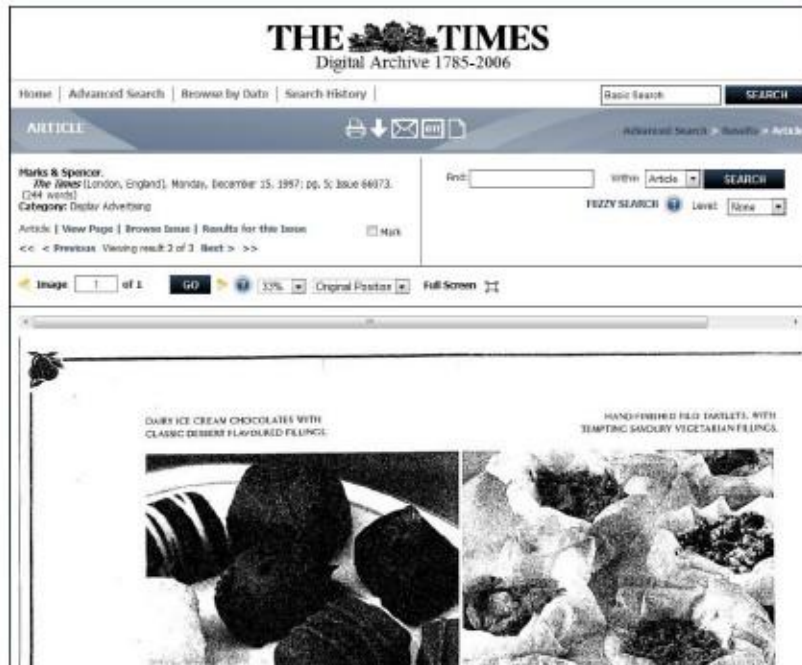 THE TIMES
Digital Archive 1785-2006
Home | Advanced Search | Browse by Date | Search History |
Basic Search SEARCH
ARTICLE
Advanced Search > Results > Article
Marks & Spencer.
The Times (London, England), Monday, December 15, 1997; pg. 5; Issue 66073.
(244 words)
Category: Display Advertising
Article | View Page | Browse Issue | Results for this Issue
Mark
<< < Previous Viewing result 2 of 3 Next > >>
Find: Within Article SEARCH
FUZZY SEARCH Level: None
Image 1 of 1 GO 33% Original Position Full Screen
DAIRY ICE CREAM CHOCOLATES WITH
CLASSIC DESSERT FLAVOURED FILLINGS.
HAND-FINISHED FILO TARTLETS, WITH
TEMPTING SAVOURY VEGETARIAN FILLINGS.